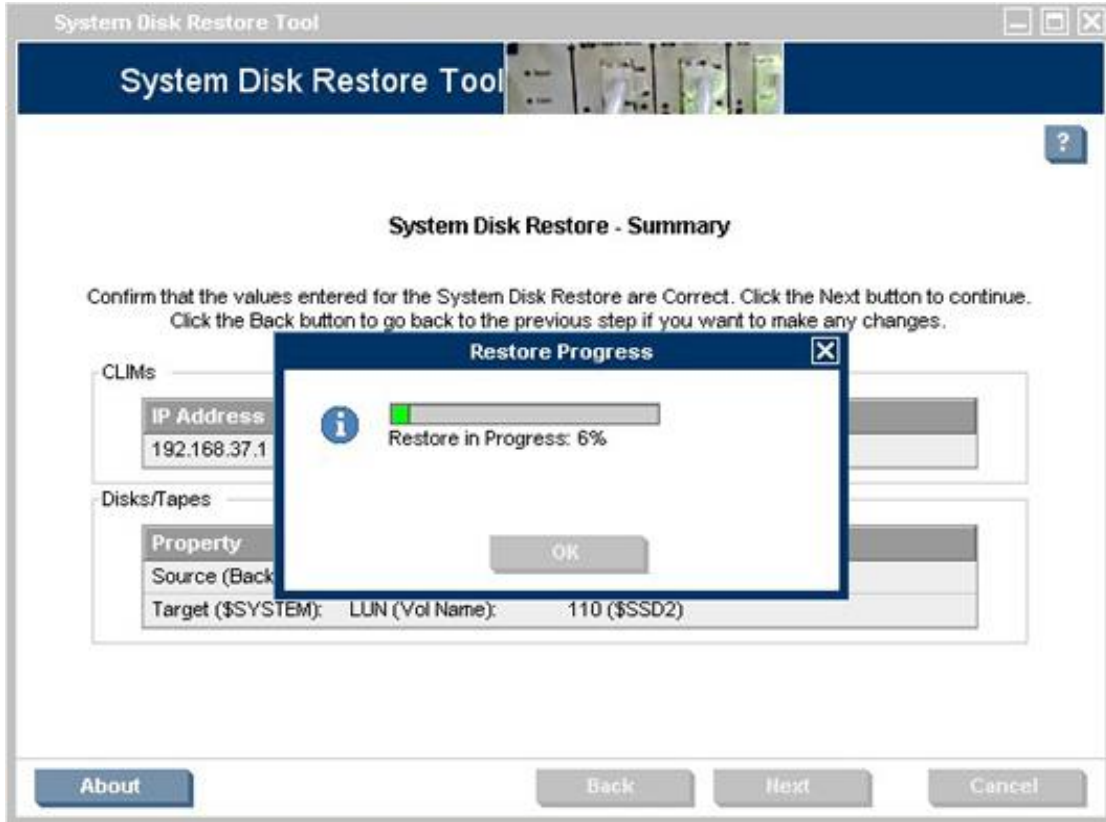 System Disk Restore Tool
System Disk Restore Tool
?
System Disk Restore - Summary
Confirm that the values entered for the System Disk Restore are Correct. Click the Next button to continue.
Click the Back button to go back to the previous step if you want to make any changes.
Restore Progress
CLIMs
IP Address
192.168.37.1
Restore in Progress: 6%
OK
Disks/Tapes
Property
Source (Back
Target ($SYSTEM): LUN (Vol Name): 110 ($SSD2)
About Back Next Cancel